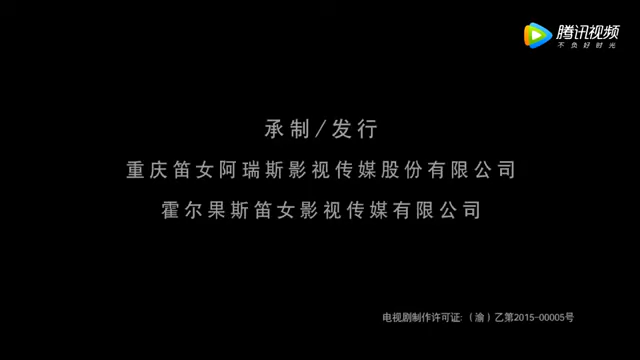 腾讯视频
不负好时光
承制/发行
重庆笛女阿瑞斯影视传媒股份有限公司
霍尔果斯笛女影视传媒有限公司
电视剧制作许可证:（渝）乙第2015-00005号